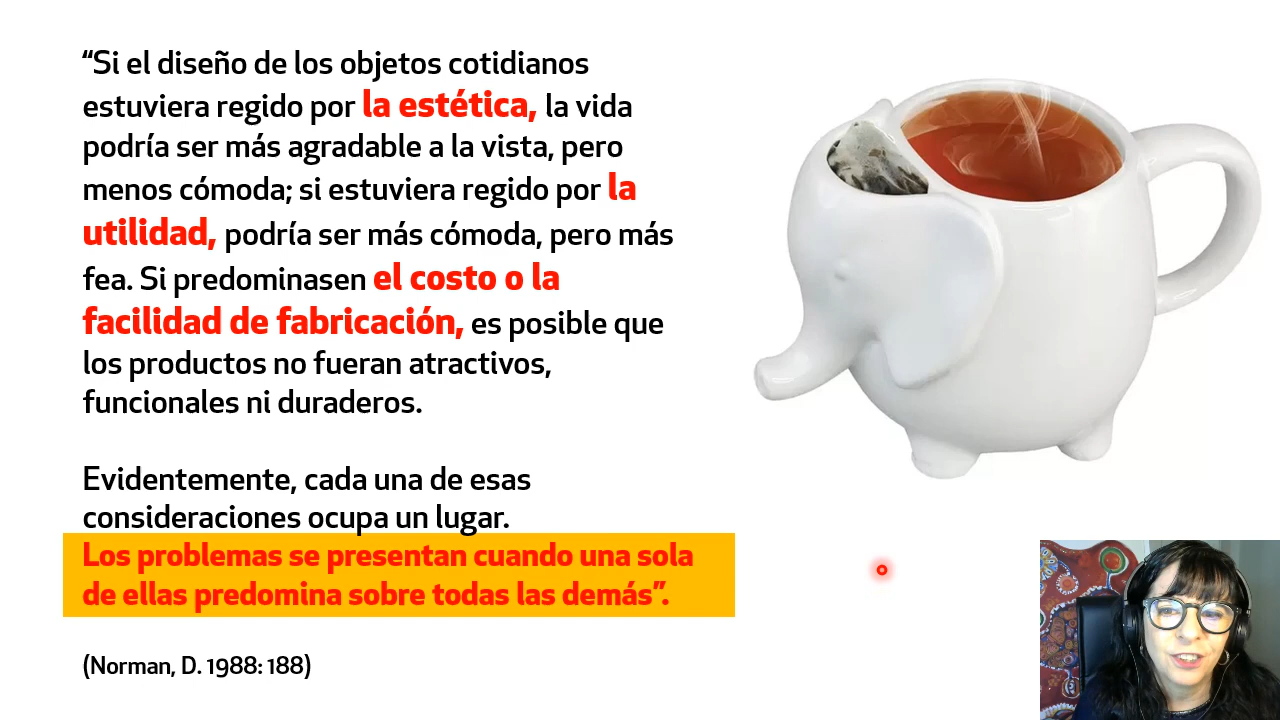 “Si el diseño de los objetos cotidianos
estuviera regido por la estética, la vida
podría ser más agradable a la vista, pero
menos cómoda; si estuviera regido por la
utilidad, podría ser más cómoda, pero más
fea. Si predominasen el costo o la
facilidad de fabricación, es posible que
los productos no fueran atractivos,
funcionales ni duraderos.
Evidentemente, cada una de esas
consideraciones ocupa un lugar.
Los problemas se presentan cuando una sola
de ellas predomina sobre todas las demás”.
(Norman, D. 1988: 188)